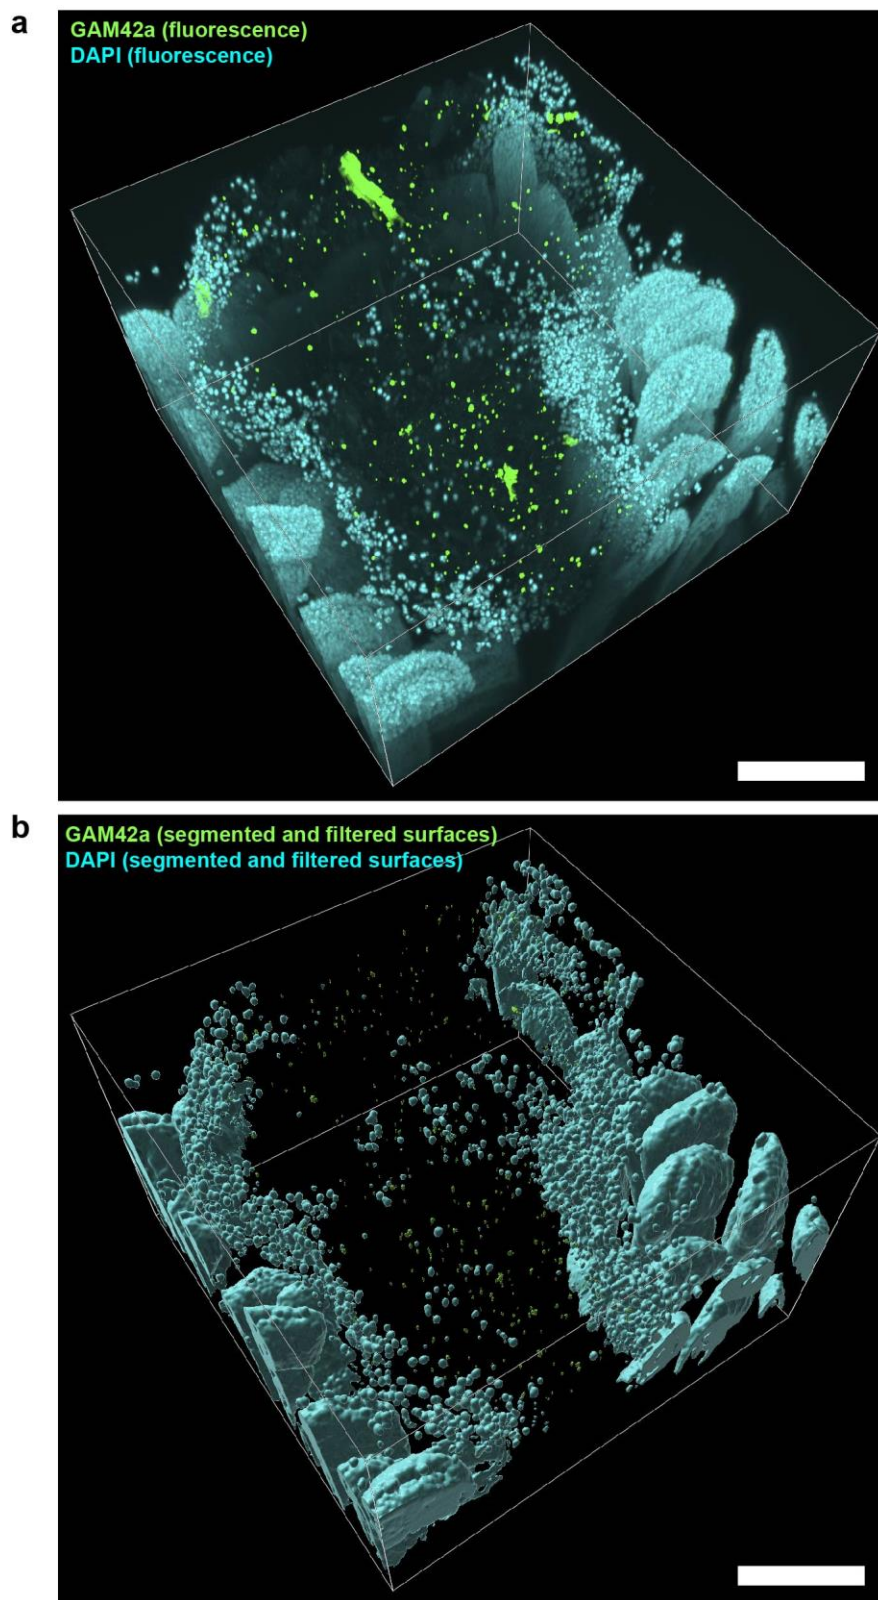 a
GAM42a (fluorescence)
DAPI (fluorescence)
b
GAM42a (segmented and filtered surfaces)
DAPI (segmented and filtered surfaces)